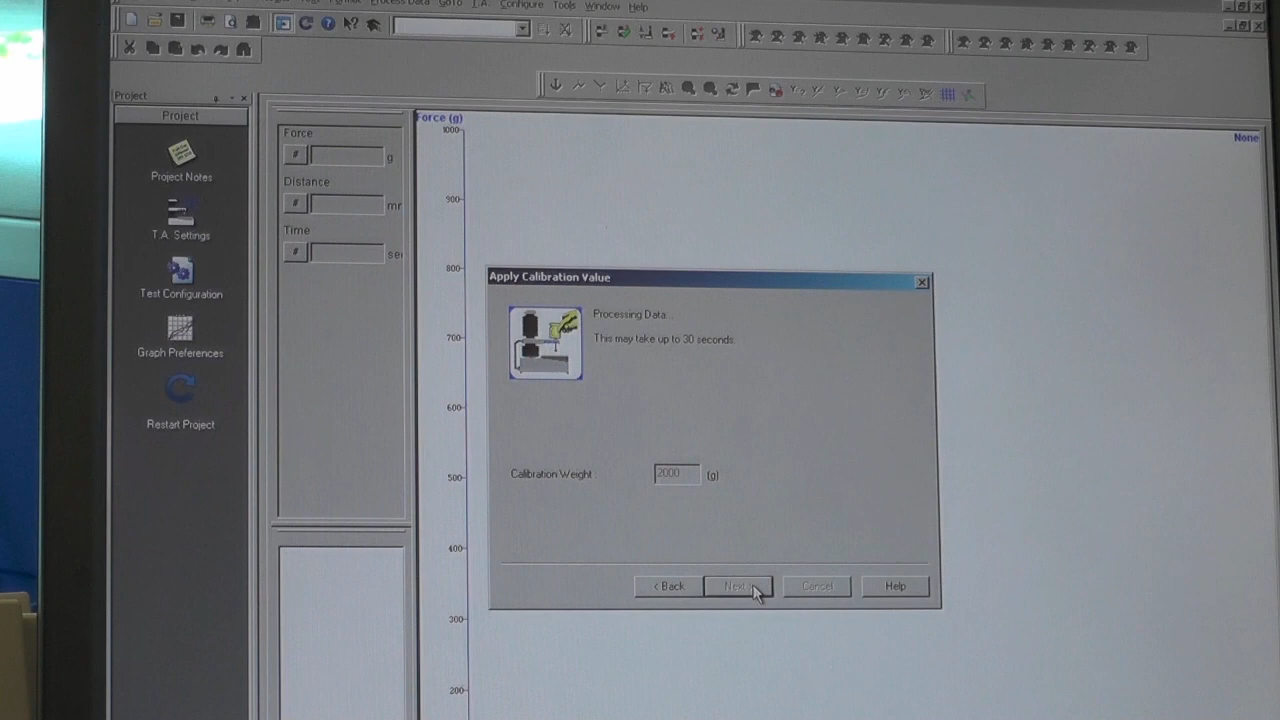 Process Data GoTo T.A. Configure Tools Window Help
Project
Project
Project Notes
T.A. Settings
Test Configuration
Graph Preferences
Restart Project
Force
# g
Distance
#
Time
#
Force (g)
None
1000
900
800
700
600
500
400
300
200
Apply Calibration Value
Processing Data...
This may take up to 30 seconds.
Calibration Weight 2000 (g)
< Back Next Cancel Help